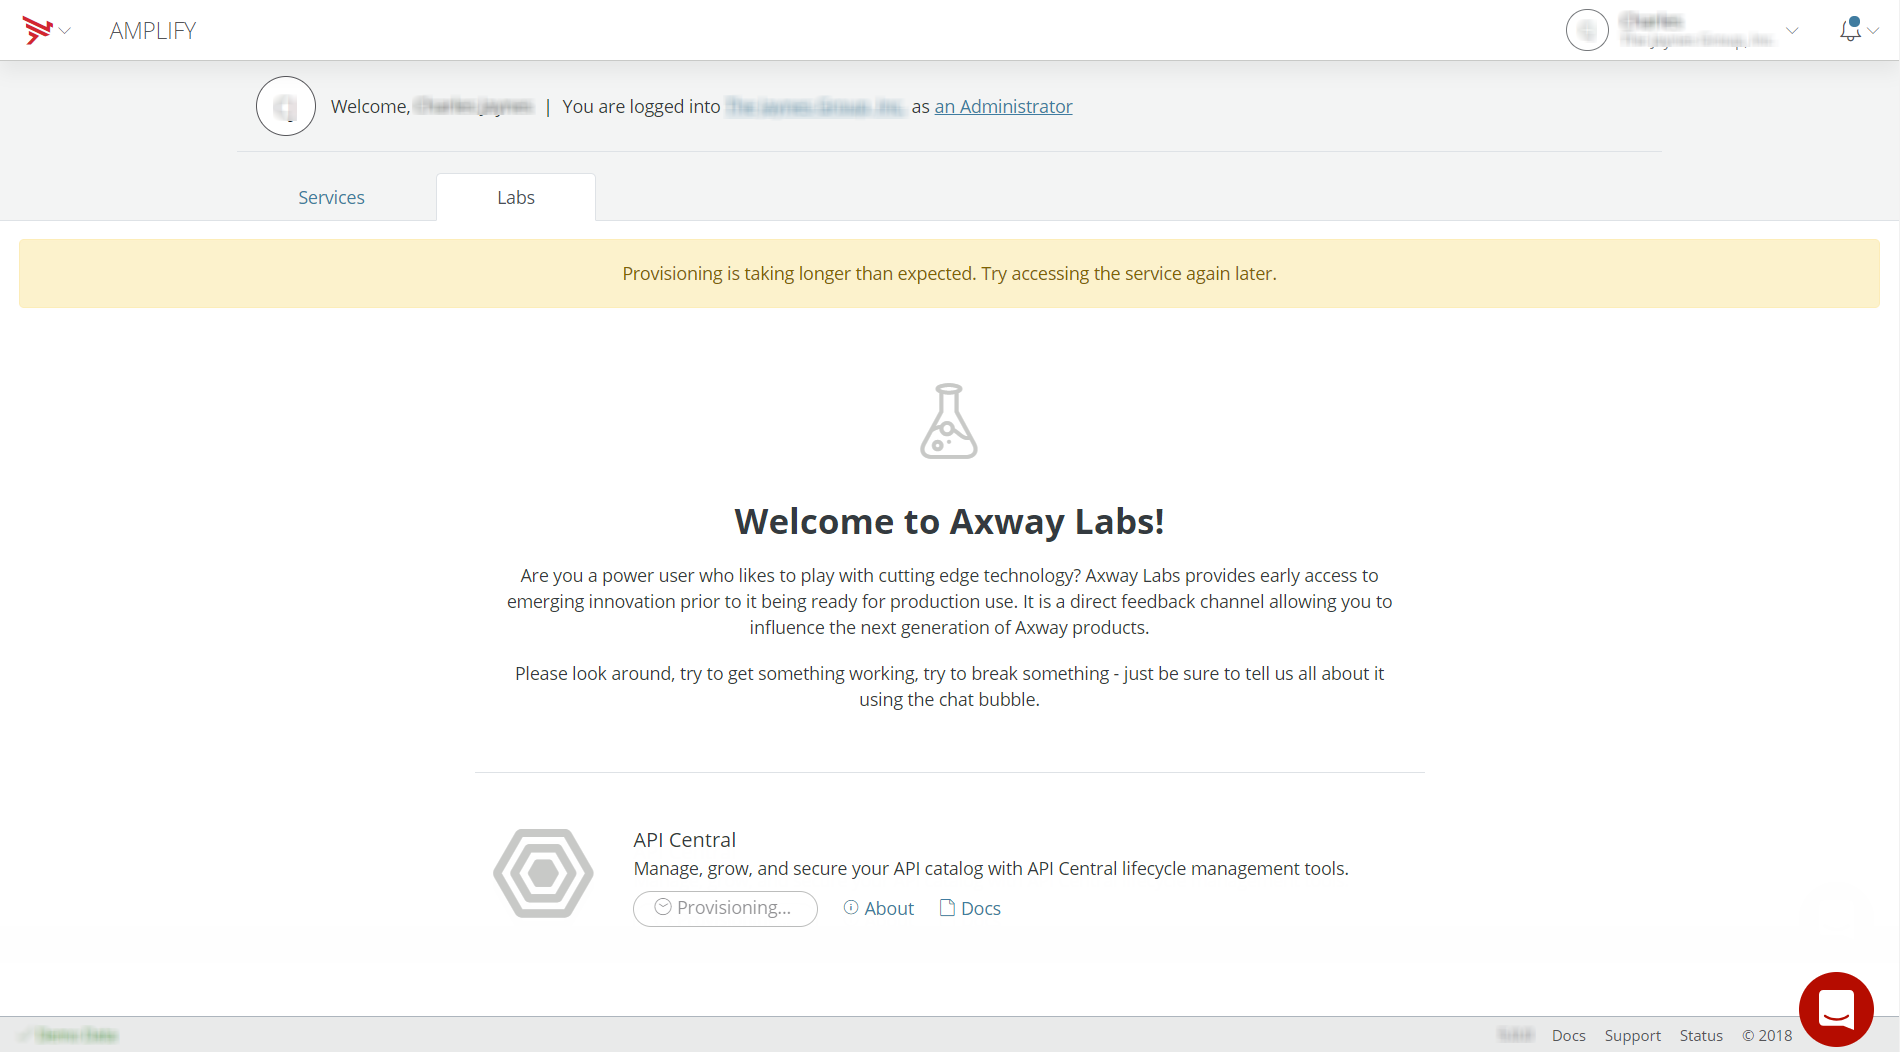 AMPLIFY
Welcome, | You are logged into as an Administrator
Services
Labs
Provisioning is taking longer than expected. Try accessing the service again later.
Welcome to Axway Labs!
Are you a power user who likes to play with cutting edge technology? Axway Labs provides early access to
emerging innovation prior to it being ready for production use. It is a direct feedback channel allowing you to
influence the next generation of Axway products.
Please look around, try to get something working, try to break something - just be sure to tell us all about it
using the chat bubble.
API Central
Manage, grow, and secure your API catalog with API Central lifecycle management tools.
Provisioning... About Docs
Docs Support Status © 2018